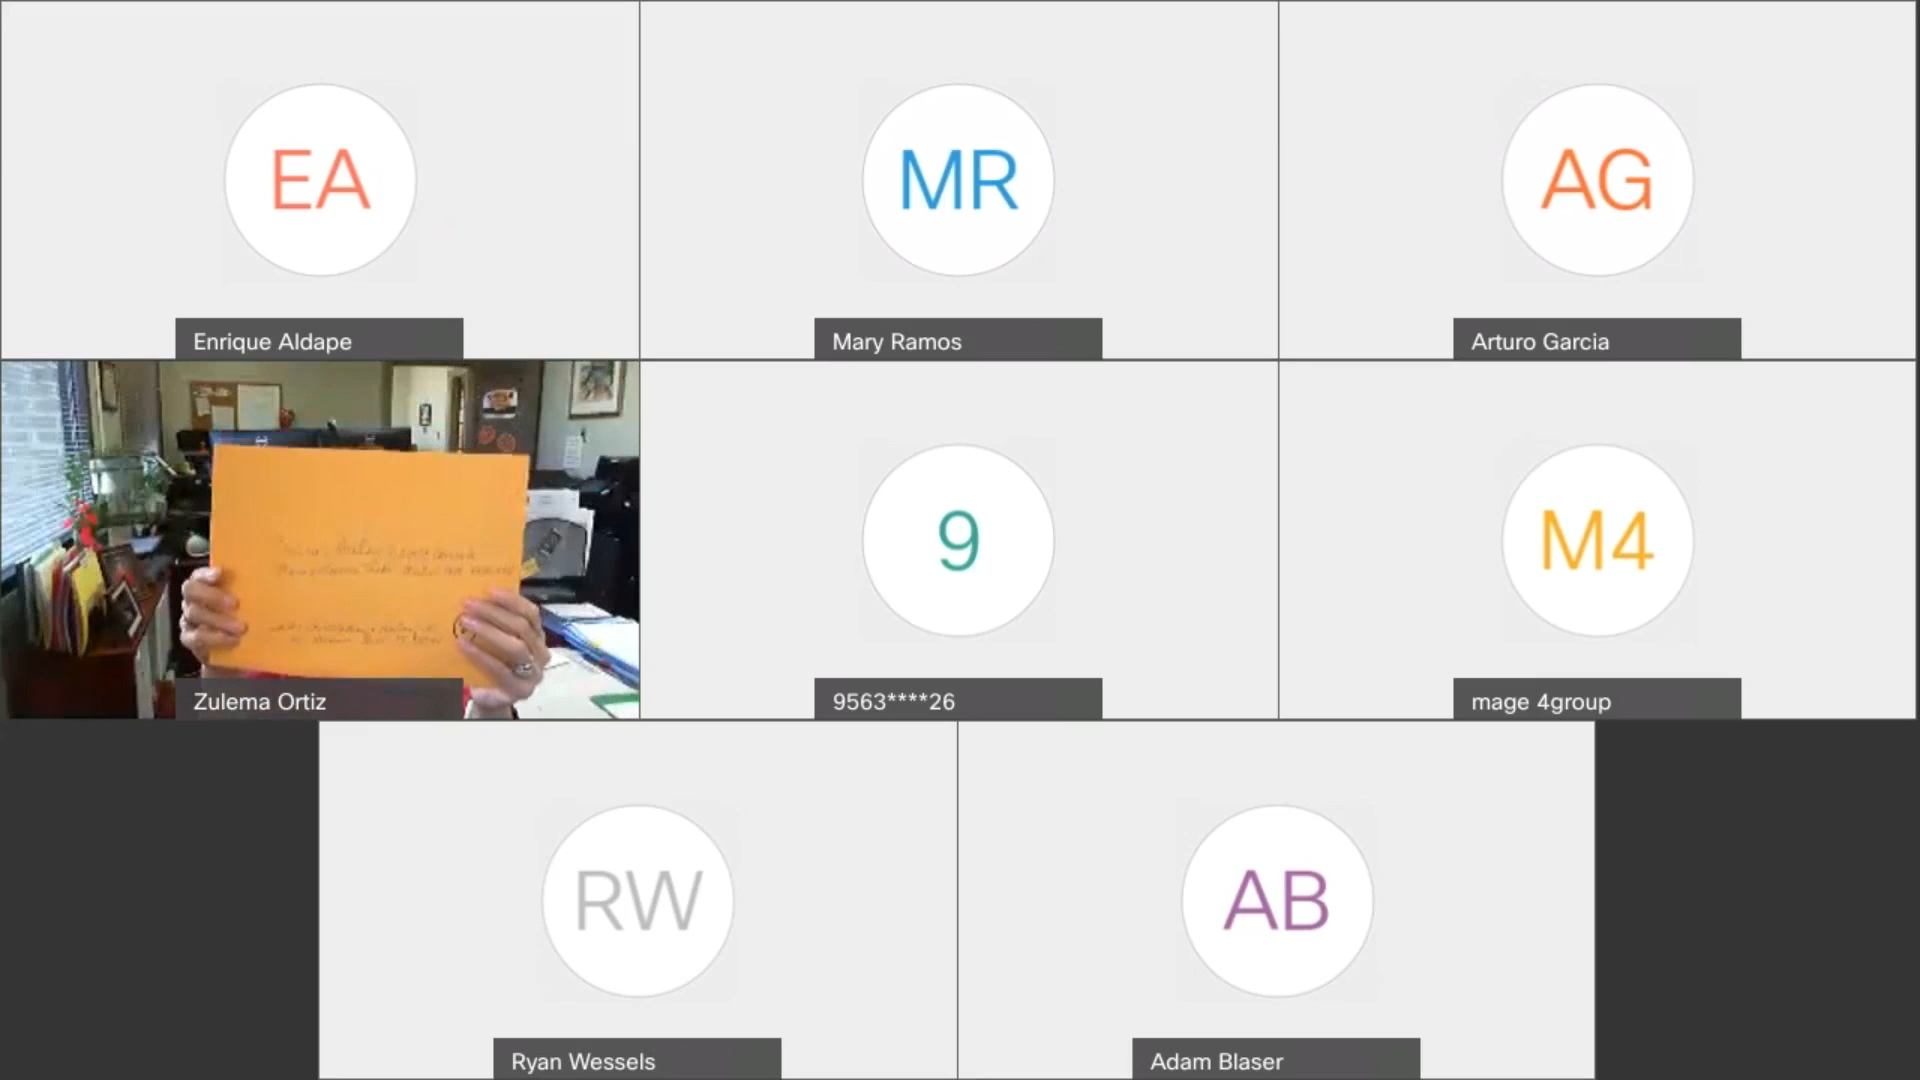 EA
MR
AG
Enrique Aldape
Mary Ramos
Arturo Garcia
9
M4
Zulema Ortiz
9563****26
mage 4group
RW
AB
Ryan Wessels
Adam Blaser